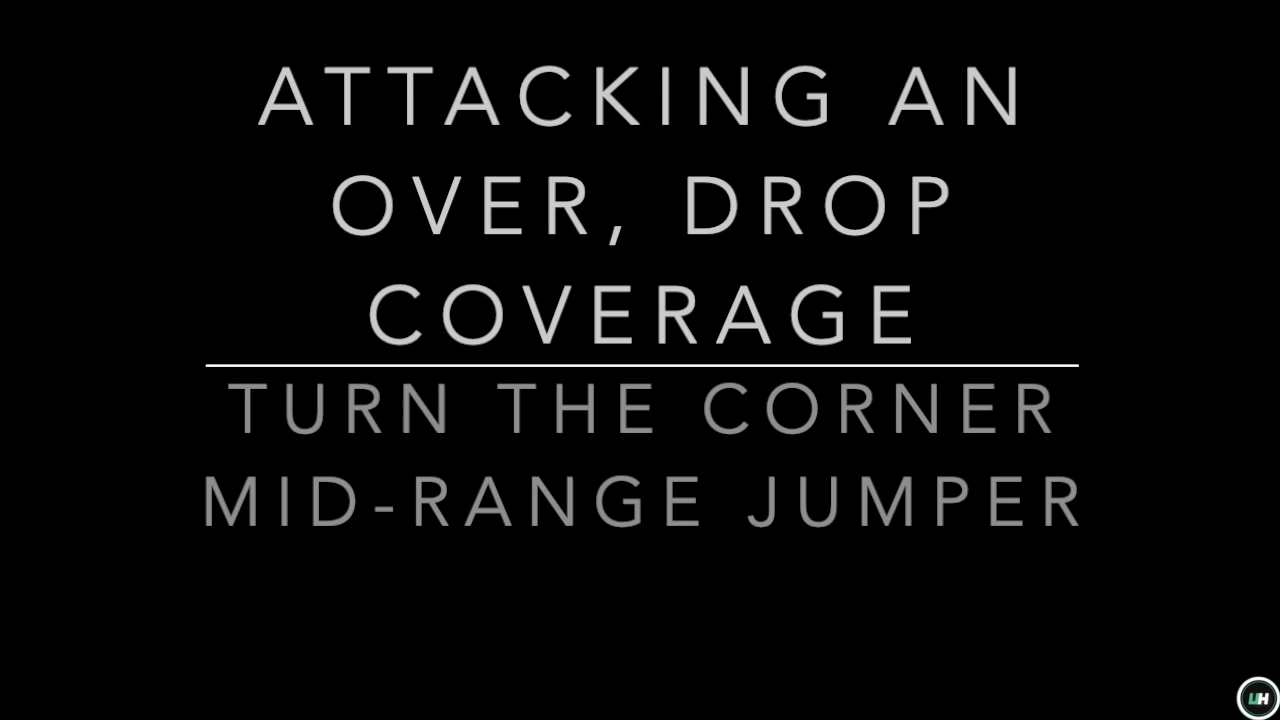 ATTACKING AN
OVER, DROP
COVERAGE
TURN THE CORNER
MID-RANGE JUMPER